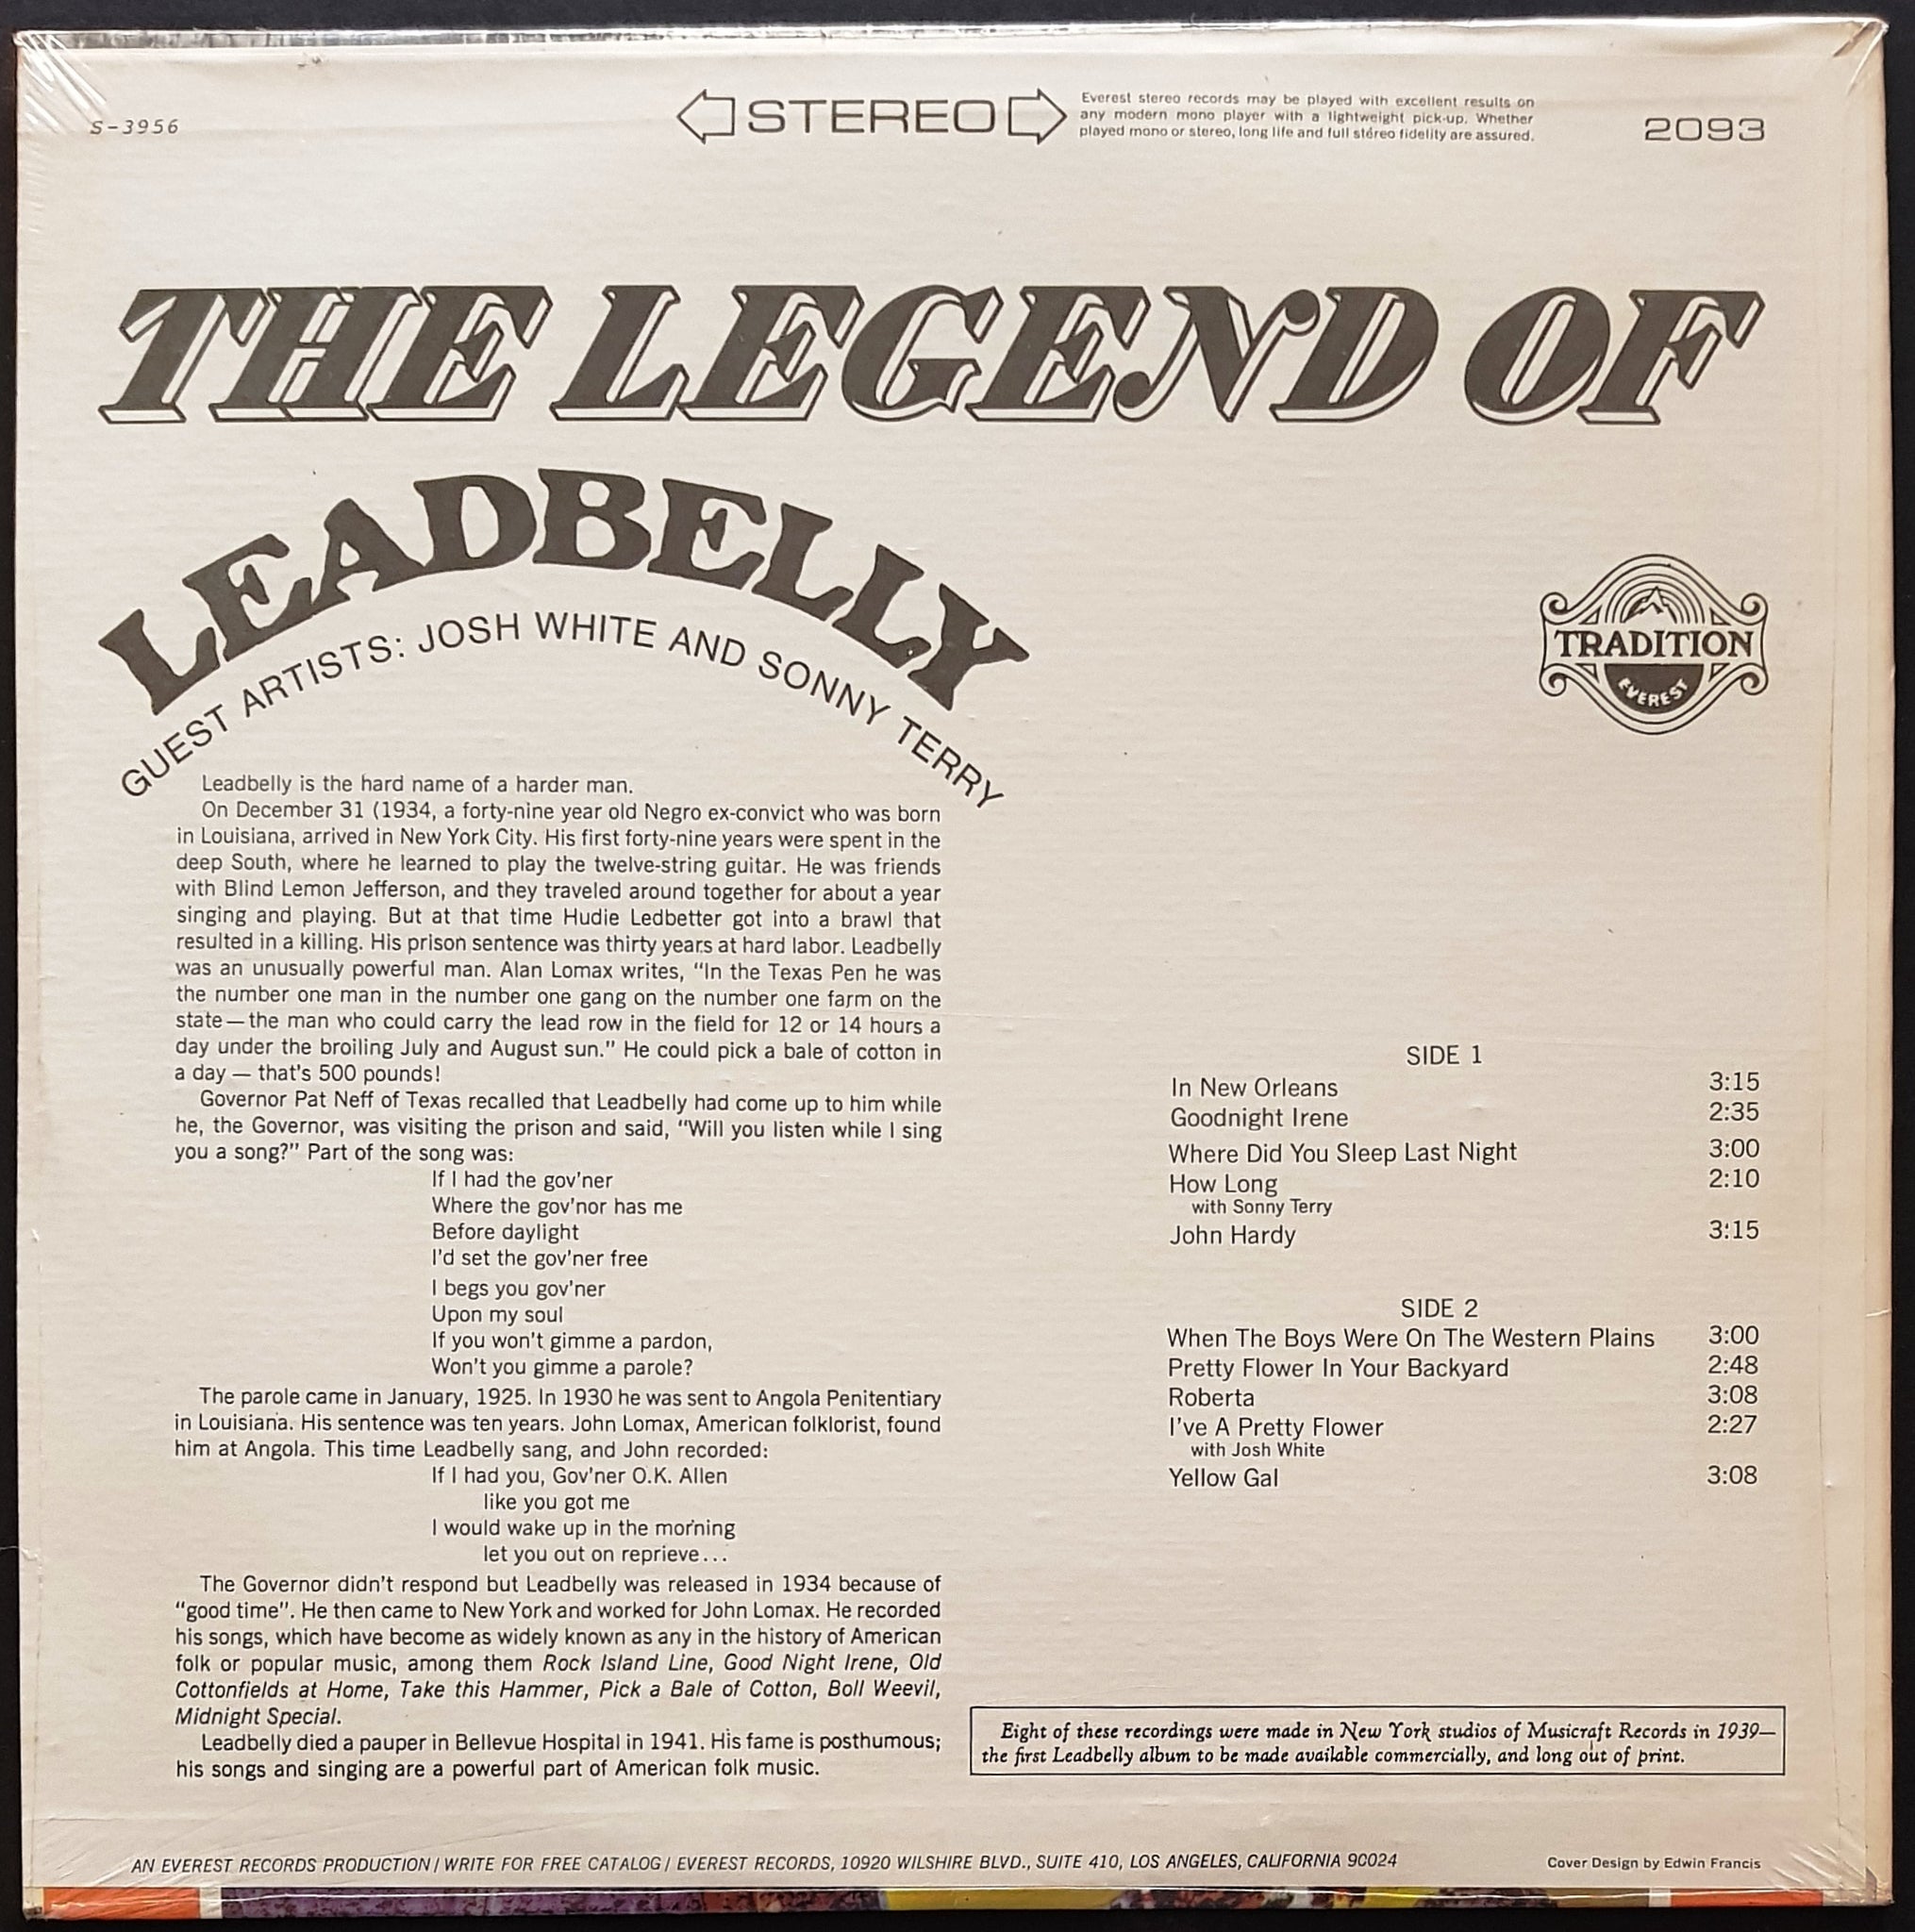 S-3956
STEREO
Everest stereo records may be played with excellent results on
any modern mono player with a lightweight pick-up. Whether
played mono or stereo, long life and full stereo fidelity are assured.
2093
THE LEGEND OF
LEADBELLY
GUEST ARTISTS: JOSH WHITE AND SONNY TERRY
TRADITION
EVEREST
Leadbelly is the hard name of a harder man.
On December 31 (1934, a forty-nine year old Negro ex-convict who was born
in Louisiana, arrived in New York City. His first forty-nine years were spent in the
deep South, where he learned to play the twelve-string guitar. He was friends
with Blind Lemon Jefferson, and they traveled around together for about a year
singing and playing. But at that time Hudie Ledbetter got into a brawl that
resulted in a killing. His prison sentence was thirty years at hard labor. Leadbelly
was an unusually powerful man. Alan Lomax writes, "In the Texas Pen he was
the number one man in the number one gang on the number one farm on the
state—the man who could carry the lead row in the field for 12 or 14 hours a
day under the broiling July and August sun." He could pick a bale of cotton in
a day — that's 500 pounds!
Governor Pat Neff of Texas recalled that Leadbelly had come up to him while
he, the Governor, was visiting the prison and said, "Will you listen while I sing
you a song?" Part of the song was:
If I had the gov'ner
Where the gov'nor has me
Before daylight
I'd set the gov'ner free
I begs you gov'ner
Upon my soul
If you won't gimme a pardon,
Won't you gimme a parole?
The parole came in January, 1925. In 1930 he was sent to Angola Penitentiary
in Louisiana. His sentence was ten years. John Lomax, American folklorist, found
him at Angola. This time Leadbelly sang, and John recorded:
If I had you, Gov'ner O.K. Allen
like you got me
I would wake up in the morning
let you out on reprieve...
The Governor didn't respond but Leadbelly was released in 1934 because of
"good time". He then came to New York and worked for John Lomax. He recorded
his songs, which have become as widely known as any in the history of American
folk or popular music, among them Rock Island Line, Good Night Irene, Old
Cottonfields at Home, Take this Hammer, Pick a Bale of Cotton, Boll Weevil,
Midnight Special.
Leadbelly died a pauper in Bellevue Hospital in 1941. His fame is posthumous;
his songs and singing are a powerful part of American folk music.
SIDE 1
In New Orleans 3:15
Goodnight Irene 2:35
Where Did You Sleep Last Night 3:00
How Long 2:10
with Sonny Terry
John Hardy 3:15
SIDE 2
When The Boys Were On The Western Plains 3:00
Pretty Flower In Your Backyard 2:48
Roberta 3:08
I've A Pretty Flower 2:27
with Josh White
Yellow Gal 3:08
Eight of these recordings were made in New York studios of Musicraft Records in 1939—
the first Leadbelly album to be made available commercially, and long out of print.
AN EVEREST RECORDS PRODUCTION / WRITE FOR FREE CATALOG / EVEREST RECORDS, 10920 WILSHIRE BLVD., SUITE 410, LOS ANGELES, CALIFORNIA 90024
Cover Design by Edwin Francis